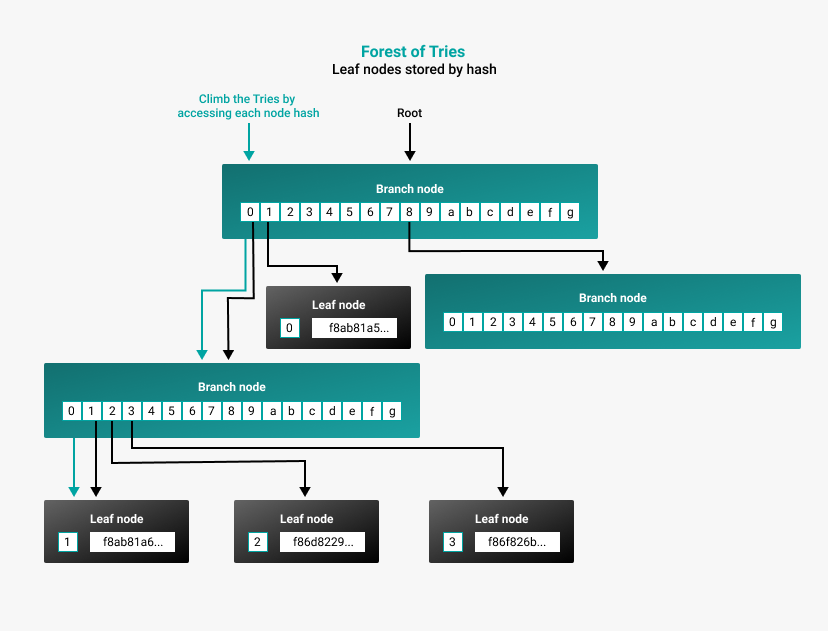 Forest of Tries
Leaf nodes stored by hash
Climb the Tries by
accessing each node hash
Root
Branch node
0 1 2 3 4 5 6 7 8 9 a b c d e f g
Leaf node
0 f8ab81a5...
Branch node
0 1 2 3 4 5 6 7 8 9 a b c d e f g
Branch node
0 1 2 3 4 5 6 7 8 9 a b c d e f g
Leaf node
1 f8ab81a6...
Leaf node
2 f86d8229...
Leaf node
3 f86f826b...